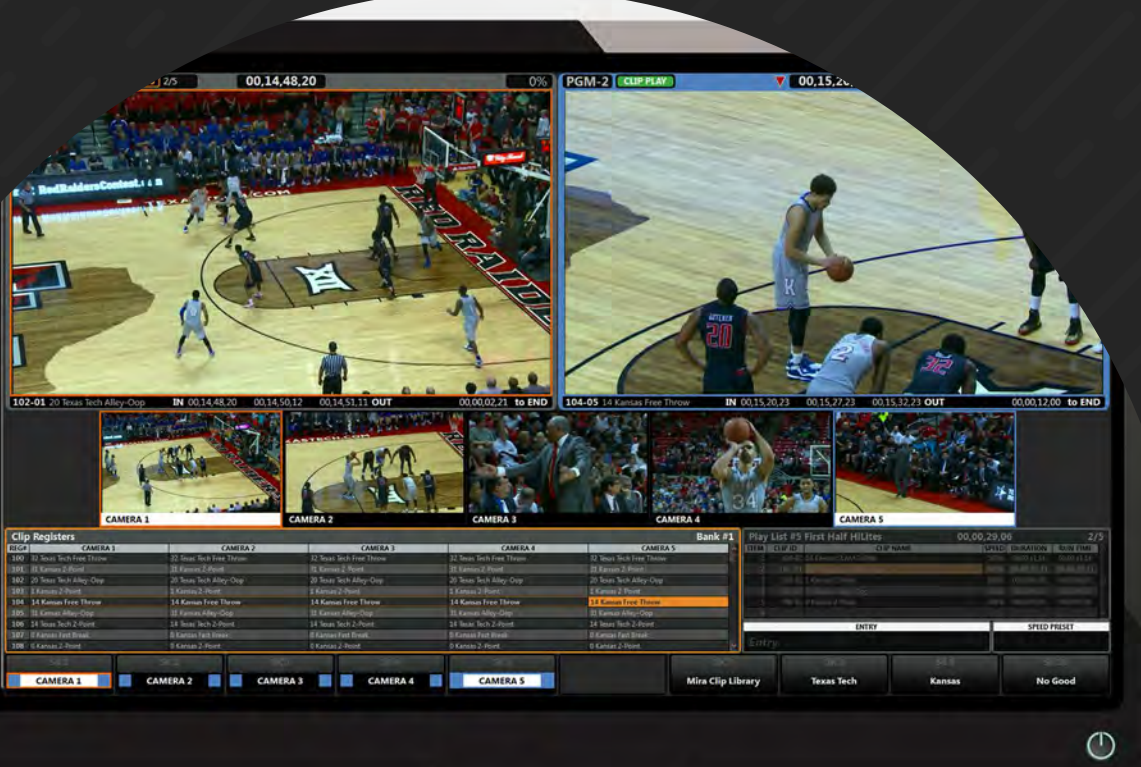 2/5 00,14,48,20 0%
PGM-2 CLIP PLAY
RedRaidersContest.com
RED RAIDE
XII
K
20
2
32
102-01 20 Texas Tech Alley-Oop IN 00,14,48,20 00,14,50,12 00,14,51,11 OUT 00,00,02,21 to END
104-05 14 Kansas Free Throw IN 00,15,20,23 00,15,27,23 00,15,32,23 OUT 00,00,12,00 to END
34
CAMERA 1 CAMERA 2 CAMERA 3 CAMERA 4 CAMERA 5
Clip Registers Bank #1
REG# CAMERA 1 CAMERA 2 CAMERA 3 CAMERA 4 CAMERA 5
100 32 Texas Tech Free Throw 32 Texas Tech Free Throw 32 Texas Tech Free Throw 32 Texas Tech Free Throw 32 Texas Tech Free Throw
101 31 Kansas 2-Point 31 Kansas 2-Point 31 Kansas 2-Point 31 Kansas 2-Point 31 Kansas 2-Point
102 20 Texas Tech Alley-Oop 20 Texas Tech Alley-Oop 20 Texas Tech Alley-Oop 20 Texas Tech Alley-Oop 20 Texas Tech Alley-Oop
103 1 Kansas 2-Point 1 Kansas 2-Point 1 Kansas 2-Point 1 Kansas 2-Point 1 Kansas 2-Point
104 14 Kansas Free Throw 14 Kansas Free Throw 14 Kansas Free Throw 14 Kansas Free Throw 14 Kansas Free Throw
105 31 Kansas Alley-Oop 31 Kansas Alley-Oop 31 Kansas Alley-Oop 31 Kansas Alley-Oop 31 Kansas Alley-Oop
106 14 Texas Tech 2-Point 14 Texas Tech 2-Point 14 Texas Tech 2-Point 14 Texas Tech 2-Point 14 Texas Tech 2-Point
107 0 Kansas Fast Break 0 Kansas Fast Break 0 Kansas Fast Break 0 Kansas Fast Break 0 Kansas Fast Break
108 0 Kansas 2-Point 0 Kansas 2-Point 0 Kansas 2-Point 0 Kansas 2-Point 0 Kansas 2-Point
Play List #5 First Half HiLites 00,00,29,06 2/5
ITEM CLIP ID CLIP NAME SPEED DURATION RUN TIME
ENTRY SPEED PRESET
Entry
CAMERA 1 CAMERA 2 CAMERA 3 CAMERA 4 CAMERA 5 Mira Clip Library Texas Tech Kansas No Good